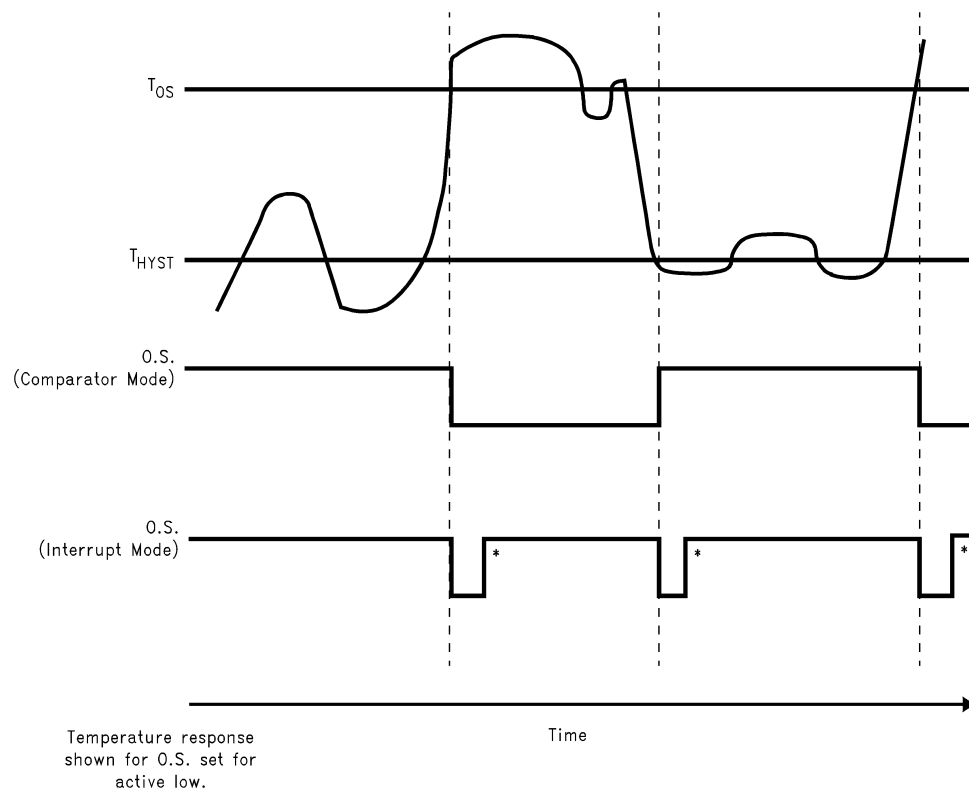 T_OS
T_HYST
O.S.
(Comparator Mode)
O.S.
(Interrupt Mode)
*
*
*
Time
Temperature response
shown for O.S. set for
active low.